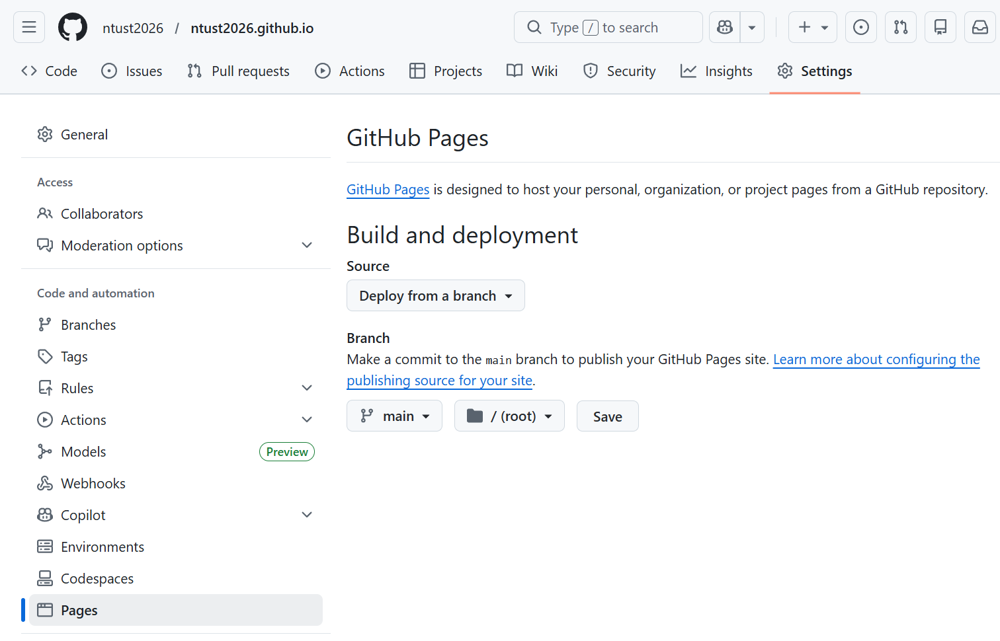 ntust2026 / ntust2026.github.io
Type / to search
Code
Issues
Pull requests
Actions
Projects
Wiki
Security
Insights
Settings
General
Access
Collaborators
Moderation options
Code and automation
Branches
Tags
Rules
Actions
Models
Preview
Webhooks
Copilot
Environments
Codespaces
Pages
GitHub Pages
GitHub Pages is designed to host your personal, organization, or project pages from a GitHub repository.
Build and deployment
Source
Deploy from a branch
Branch
Make a commit to the main branch to publish your GitHub Pages site. Learn more about configuring the
publishing source for your site.
main
/ (root)
Save